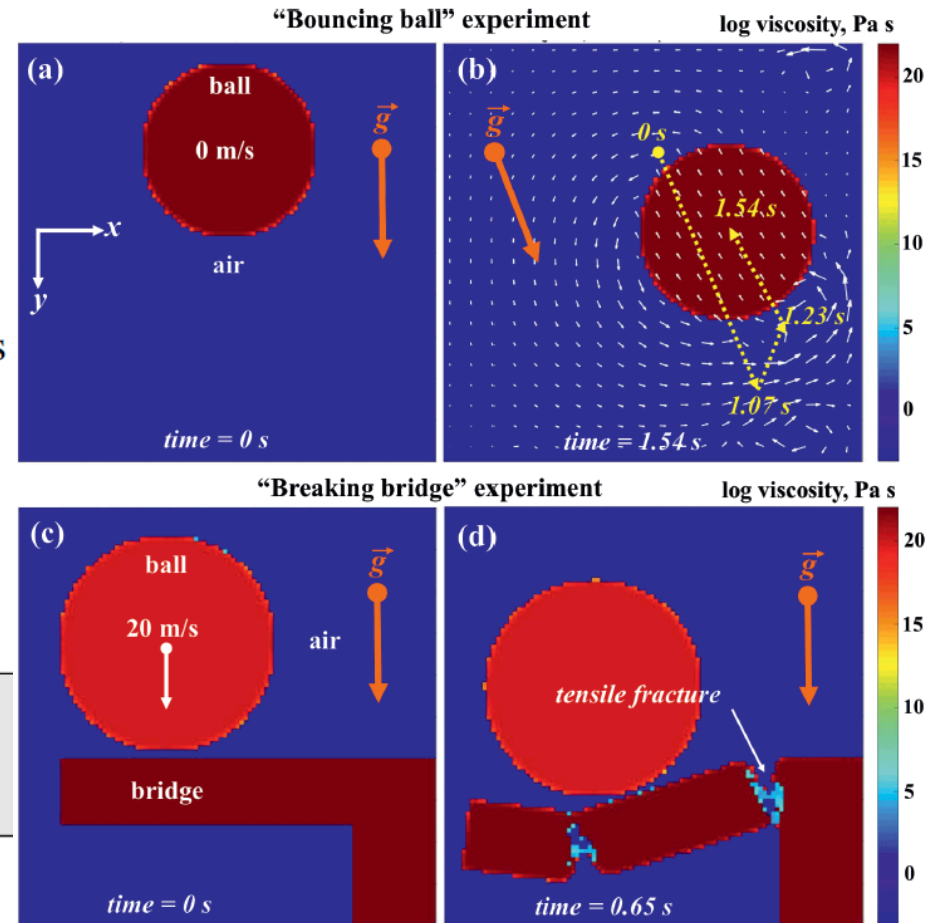 “Bouncing ball” experiment
log viscosity, Pa s
(a)
ball
0 m/s
g
x
y
air
time = 0 s
(b)
g
0 s
1.54 s
1.23 s
1.07 s
time = 1.54 s
20
15
10
5
0
s
“Breaking bridge” experiment
log viscosity, Pa s
(c)
ball
20 m/s
air
g
bridge
time = 0 s
(d)
g
tensile fracture
time = 0.65 s
20
15
10
5
0